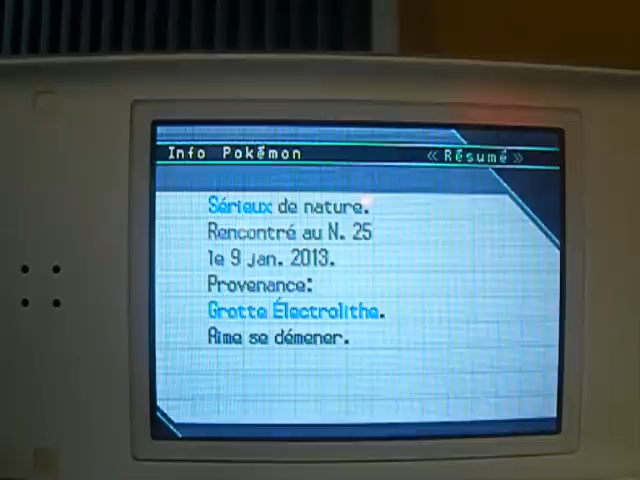 Info Pokémon
«Résumé»
Sérieux de nature.
Rencontré au N. 25
le 9 jan. 2013.
Provenance:
Grotte Électrolithe.
Aime se démener.